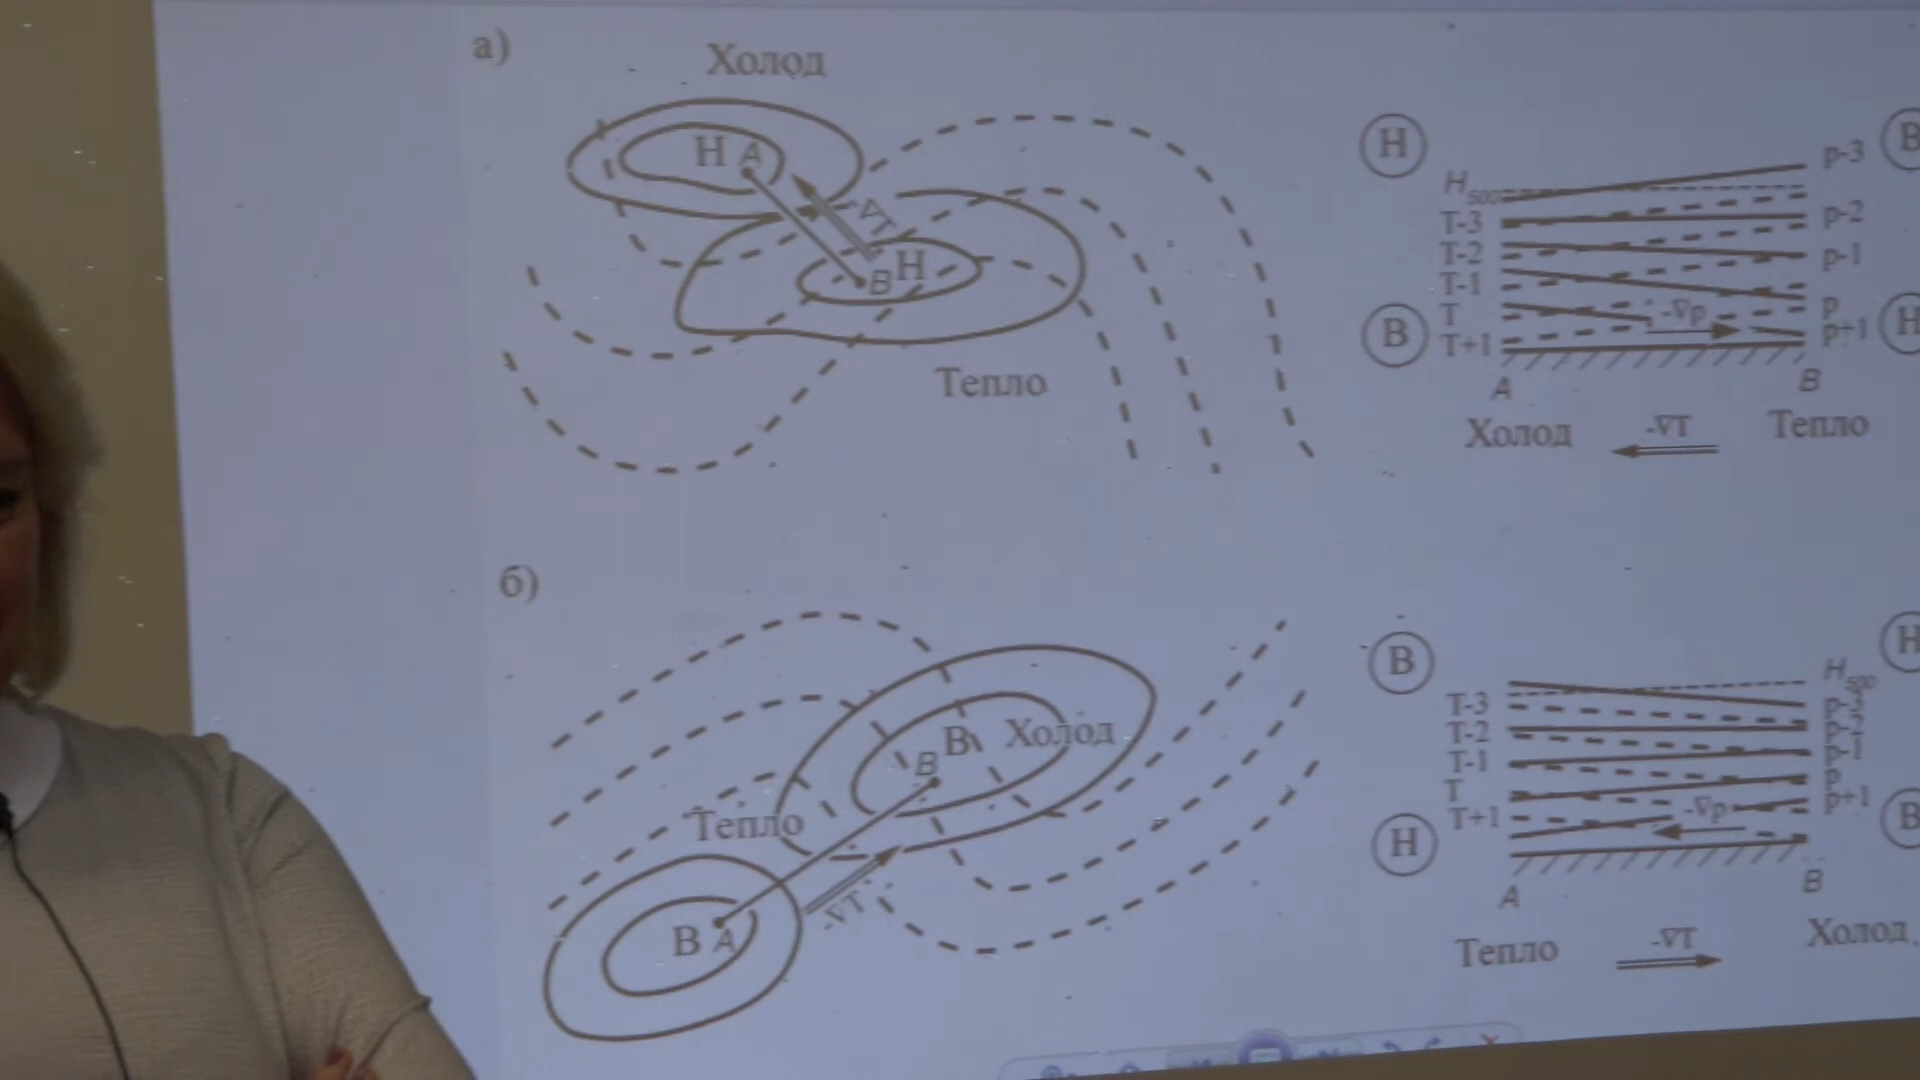 а)
Холод
Н А
-∇T
В Н
Тепло
Н
В
H500
p-3
T-3
p-2
T-2
p-1
T-1
p
T
-∇p
В
T+1
p+1
Н
A
B
Холод
-∇T
Тепло
б)
В Холод
B
Тепло
В А
-∇T
В
Н
H500
T-3
p-3
T-2
p-2
T-1
p-1
T
p
T+1
-∇p
p+1
Н
В
A
B
Тепло
-∇T
Холод